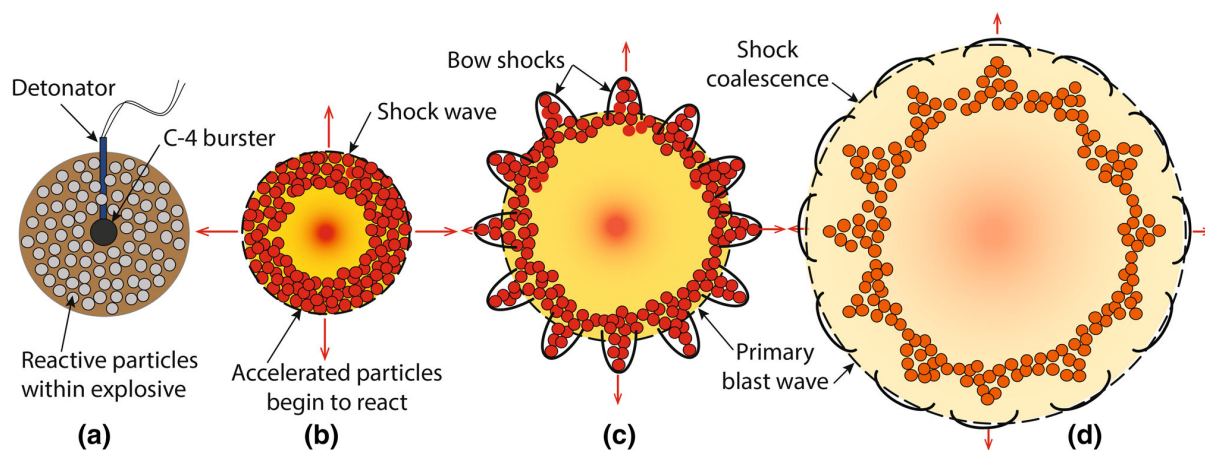 Detonator
C-4 burster
Reactive particles
within explosive
(a)
Shock wave
Accelerated particles
begin to react
(b)
Bow shocks
Primary
blast wave
(c)
Shock
coalescence
(d)